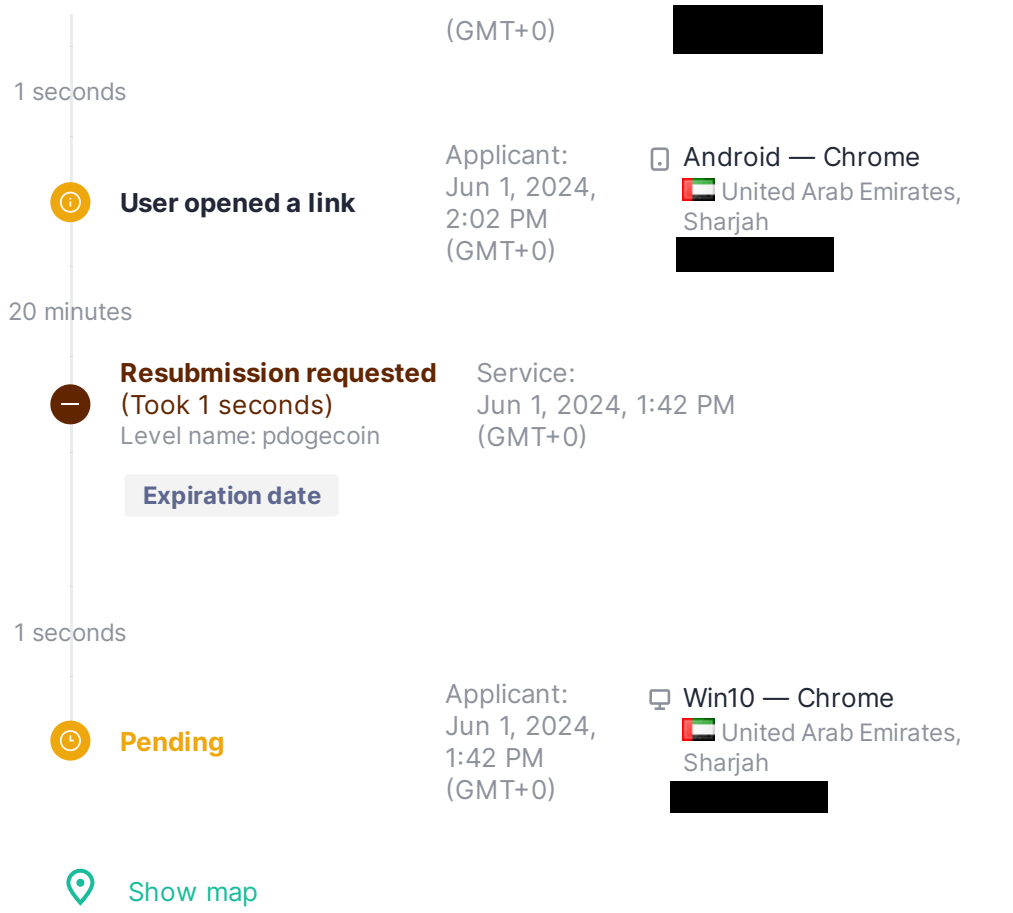 (GMT+0)
1 seconds
User opened a link
Applicant:
Jun 1, 2024,
2:02 PM
(GMT+0)
Android — Chrome
United Arab Emirates,
Sharjah
20 minutes
Resubmission requested
(Took 1 seconds)
Level name: pdogecoin
Expiration date
Service:
Jun 1, 2024, 1:42 PM
(GMT+0)
1 seconds
Pending
Applicant:
Jun 1, 2024,
1:42 PM
(GMT+0)
Win10 — Chrome
United Arab Emirates,
Sharjah
Show map